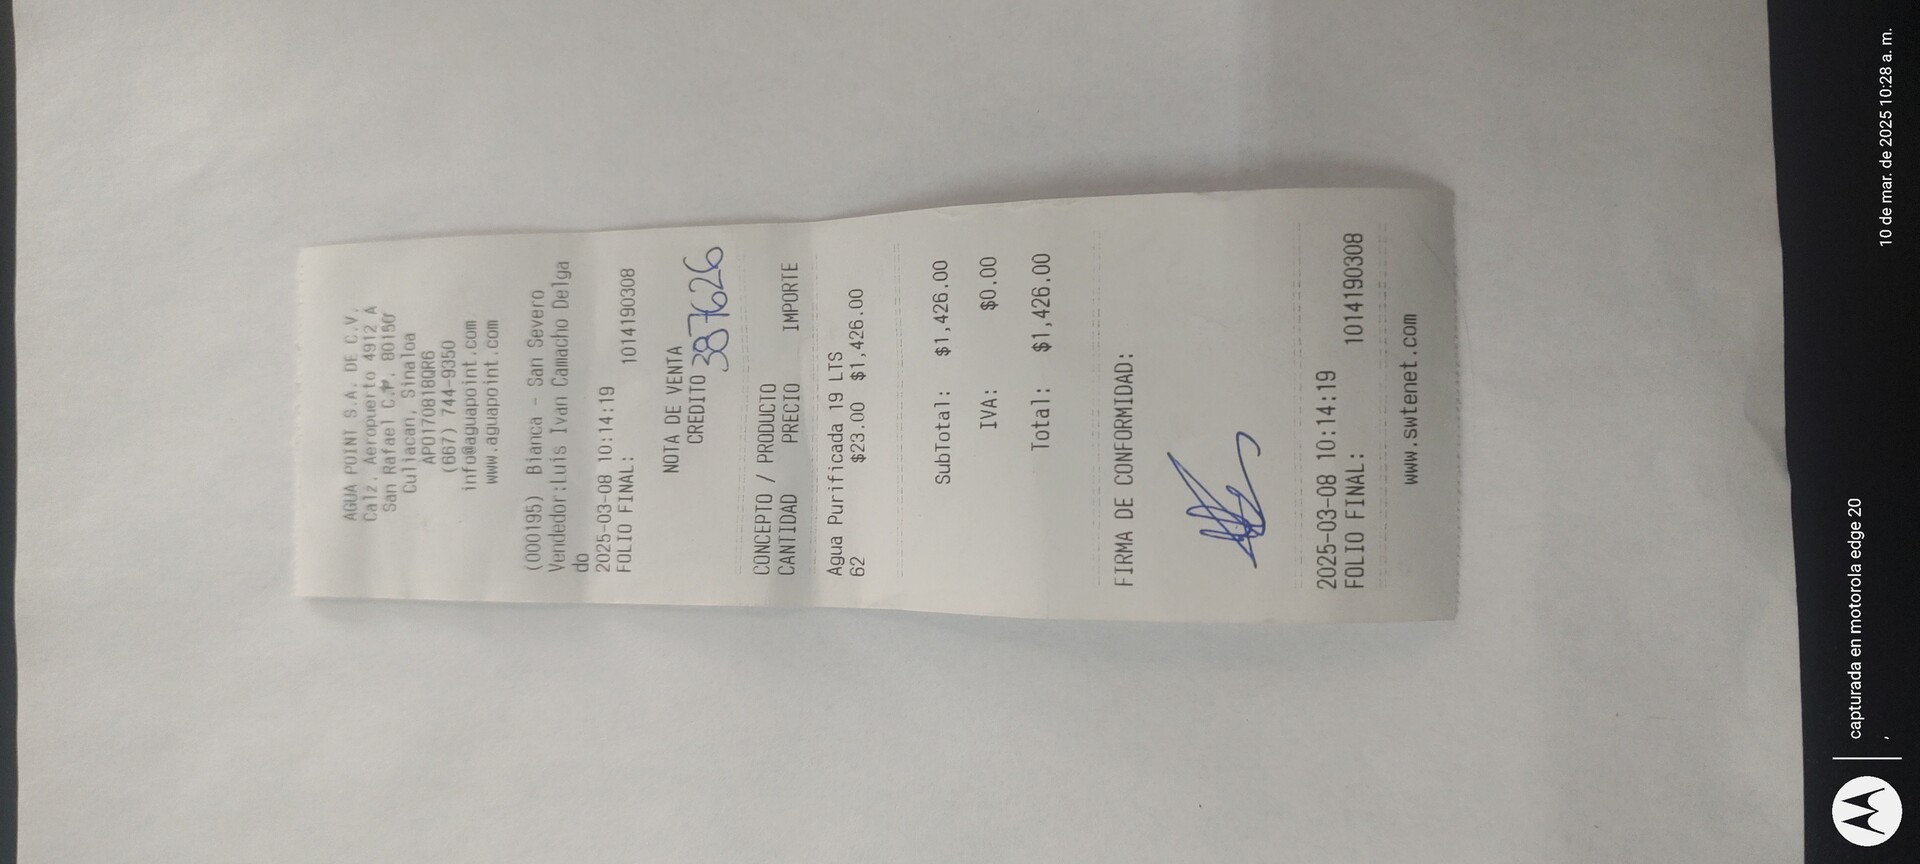 AGUA POINT S.A. DE C.V.
Calz. Aeropuerto 4912 A
San Rafael C.P. 80150
Culiacan, Sinaloa
APO170818QR6
(667) 744-9350
info@aguapoint.com
www.aguapoint.com
(000195) Bianca - San Severo
Vendedor:Luis Ivan Camacho Delga
do
2025-03-08 10:14:19
FOLIO FINAL: 1014190308
NOTA DE VENTA
CREDITO 387626
CONCEPTO / PRODUCTO
CANTIDAD PRECIO IMPORTE
Agua Purificada 19 LTS
62 $23.00 $1,426.00
SubTotal: $1,426.00
IVA: $0.00
Total: $1,426.00
FIRMA DE CONFORMIDAD:
2025-03-08 10:14:19
FOLIO FINAL: 1014190308
www.swtenet.com
capturada en motorola edge 20
,
10 de mar. de 2025 10:28 a. m.